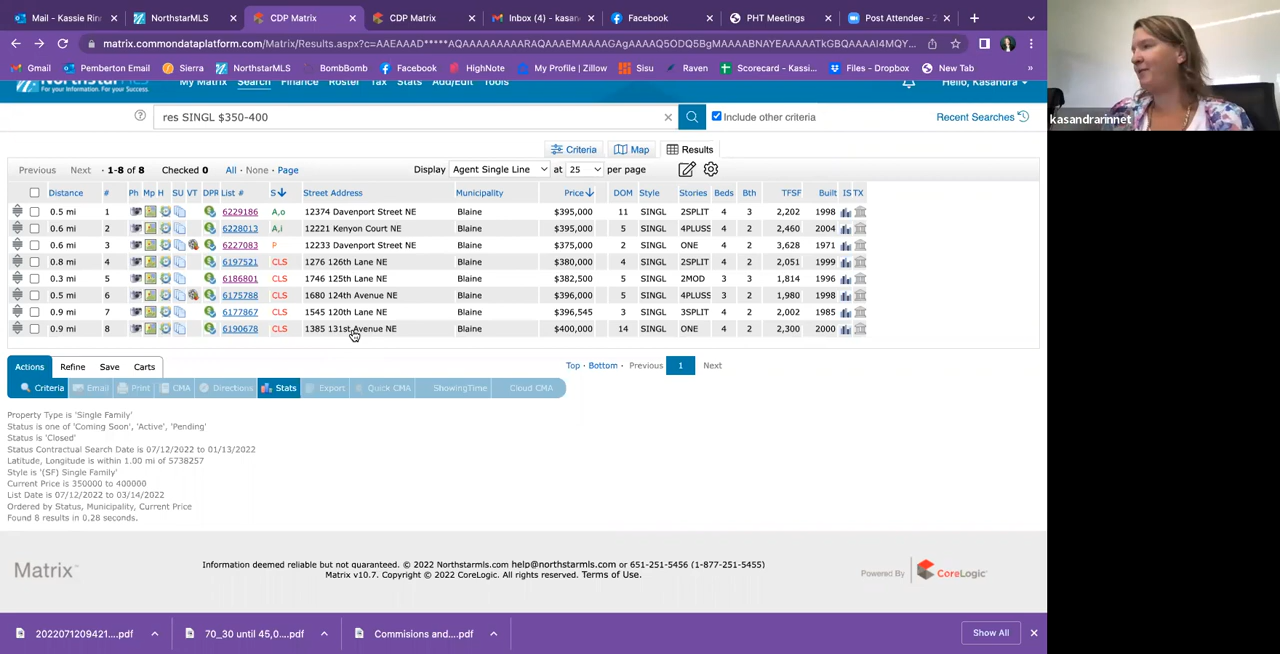 Mail - Kassie Rin
NorthstarMLS
CDP Matrix
CDP Matrix
Inbox (4) - kasan
Facebook
PHT Meetings
Post Attendee - Z
matrix.commondataplatform.com/Matrix/Results.aspx?c=AAEAAAD*****AQAAAAAAAAARAQAAAEMAAAAGAgAAAAQ5ODQ5BgMAAAABNAYEAAAAATkGBQAAAAI4MQY...
Gmail
Pemberton Email
Sierra
NorthstarMLS
BombBomb
Facebook
HighNote
My Profile | Zillow
Sisu
Raven
Scorecard - Kassi...
Files - Dropbox
New Tab
»
For your Information. For your Success.
My Matrix Search Finance Roster Tax Stats Add/Edit Tools
Hello, Kasandra
kasandrarinnet
res SINGL $350-400
Include other criteria
Recent Searches
Criteria Map Results
Previous Next · 1-8 of 8 Checked 0 All · None · Page
Display Agent Single Line at 25 per page
Distance # Ph Mp H SU VT DPR List # S Street Address Municipality Price DOM Style Stories Beds Bth TFSF Built IS TX
0.5 mi 1 6229186 A,o 12374 Davenport Street NE Blaine $395,000 11 SINGL 2SPLIT 4 3 2,202 1998
0.6 mi 2 6228013 A,i 12221 Kenyon Court NE Blaine $395,000 5 SINGL 4PLUSS 4 2 2,460 2004
0.6 mi 3 6227083 P 12233 Davenport Street NE Blaine $375,000 2 SINGL ONE 4 2 3,628 1971
0.8 mi 4 6197521 CLS 1276 126th Lane NE Blaine $380,000 4 SINGL 2SPLIT 4 2 2,051 1999
0.3 mi 5 6186801 CLS 1746 125th Lane NE Blaine $382,500 5 SINGL 2MOD 3 3 1,814 1996
0.5 mi 6 6175788 CLS 1680 124th Avenue NE Blaine $396,000 5 SINGL 4PLUSS 3 2 1,980 1998
0.9 mi 7 6177867 CLS 1545 120th Lane NE Blaine $396,545 3 SINGL 3SPLIT 4 2 2,002 1985
0.9 mi 8 6190678 CLS 1385 131st Avenue NE Blaine $400,000 14 SINGL ONE 4 2 2,300 2000
Actions Refine Save Carts
Top · Bottom · Previous 1 Next
Criteria Email Print CMA Directions Stats Export Quick CMA ShowingTime Cloud CMA
Property Type is 'Single Family'
Status is one of 'Coming Soon', 'Active', 'Pending'
Status is 'Closed'
Status Contractual Search Date is 07/12/2022 to 01/13/2022
Latitude, Longitude is within 1.00 mi of 5738257
Style is '(SF) Single Family'
Current Price is 350000 to 400000
List Date is 07/12/2022 to 03/14/2022
Ordered by Status, Municipality, Current Price
Found 8 results in 0.28 seconds.
Matrix™
Information deemed reliable but not guaranteed. © 2022 Northstarmls.com help@northstarmls.com or 651-251-5456 (1-877-251-5455)
Matrix v10.7. Copyright © 2022 CoreLogic. All rights reserved. Terms of Use.
Powered By CoreLogic
2022071209421....pdf
70_30 until 45,0....pdf
Commisions and....pdf
Show All